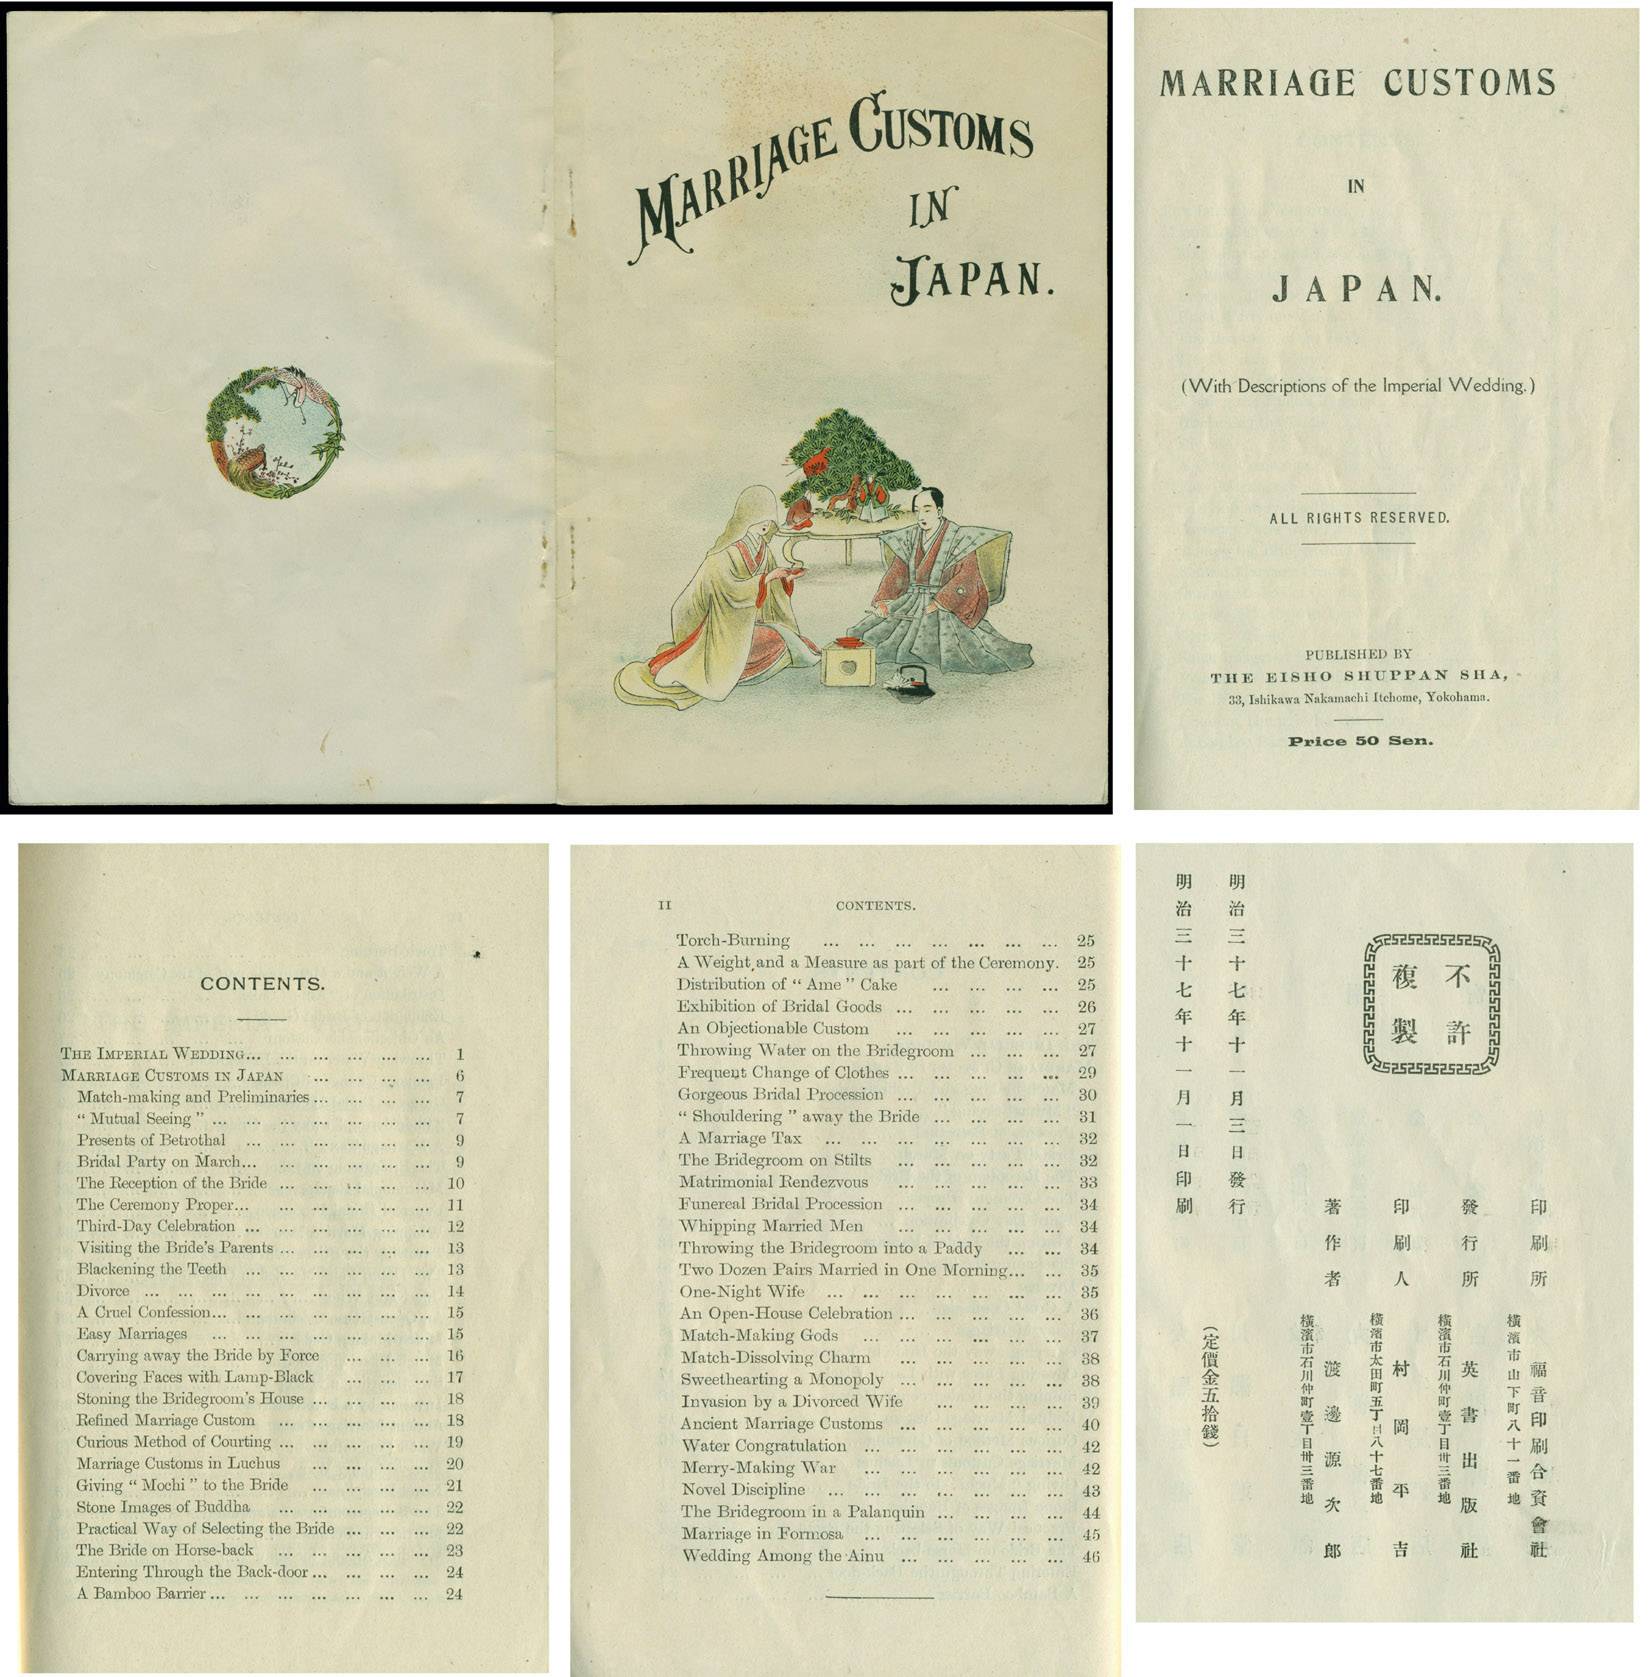 MARRIAGE CUSTOMS
IN
JAPAN.
MARRIAGE CUSTOMS
IN
JAPAN.
(With Descriptions of the Imperial Wedding.)
ALL RIGHTS RESERVED.
PUBLISHED BY
THE EISHO SHUPPAN SHA,
33, Ishikawa Nakamachi Itchome, Yokohama.
Price 50 Sen.
CONTENTS.
THE IMPERIAL WEDDING... ... ... ... ... ... 1
MARRIAGE CUSTOMS IN JAPAN ... ... ... ... 6
Match-making and Preliminaries ... ... ... ... 7
" Mutual Seeing " ... ... ... ... ... ... ... 7
Presents of Betrothal ... ... ... ... ... ... 9
Bridal Party on March... ... ... ... ... ... 9
The Reception of the Bride ... ... ... ... ... 10
The Ceremony Proper... ... ... ... ... ... 11
Third-Day Celebration ... ... ... ... ... ... 12
Visiting the Bride's Parents ... ... ... ... ... 13
Blackening the Teeth ... ... ... ... ... ... 13
Divorce ... ... ... ... ... ... ... ... ... 14
A Cruel Confession... ... ... ... ... ... ... 15
Easy Marriages ... ... ... ... ... ... ... 15
Carrying away the Bride by Force ... ... ... 16
Covering Faces with Lamp-Black ... ... ... 17
Stoning the Bridegroom's House ... ... ... ... 18
Refined Marriage Custom ... ... ... ... ... 18
Curious Method of Courting ... ... ... ... ... 19
Marriage Customs in Luchus ... ... ... ... 20
Giving " Mochi " to the Bride ... ... ... ... 21
Stone Images of Buddha ... ... ... ... ... 22
Practical Way of Selecting the Bride ... ... ... 22
The Bride on Horse-back ... ... ... ... ... 23
Entering Through the Back-door ... ... ... ... 24
A Bamboo Barrier ... ... ... ... ... ... ... 24
II CONTENTS.
Torch-Burning ... ... ... ... ... ... ... 25
A Weight and a Measure as part of the Ceremony. 25
Distribution of " Ame " Cake ... ... ... ... 25
Exhibition of Bridal Goods ... ... ... ... ... 26
An Objectionable Custom ... ... ... ... ... 27
Throwing Water on the Bridegroom ... ... ... 27
Frequent Change of Clothes ... ... ... ... ... 29
Gorgeous Bridal Procession ... ... ... ... ... 30
" Shouldering " away the Bride ... ... ... ... 31
A Marriage Tax ... ... ... ... ... ... ... 32
The Bridegroom on Stilts ... ... ... ... ... 32
Matrimonial Rendezvous ... ... ... ... ... 33
Funereal Bridal Procession ... ... ... ... ... 34
Whipping Married Men ... ... ... ... ... 34
Throwing the Bridegroom into a Paddy ... ... 34
Two Dozen Pairs Married in One Morning... ... 35
One-Night Wife ... ... ... ... ... ... ... 35
An Open-House Celebration ... ... ... ... ... 36
Match-Making Gods ... ... ... ... ... ... 37
Match-Dissolving Charm ... ... ... ... ... 38
Sweethearting a Monopoly ... ... ... ... ... 38
Invasion by a Divorced Wife ... ... ... ... 39
Ancient Marriage Customs ... ... ... ... ... 40
Water Congratulation ... ... ... ... ... ... 42
Merry-Making War ... ... ... ... ... ... 42
Novel Discipline ... ... ... ... ... ... ... 43
The Bridegroom in a Palanquin ... ... ... ... 44
Marriage in Formosa ... ... ... ... ... ... 45
Wedding Among the Ainu ... ... ... ... ... 46
不許
複製
明治三十七年十一月三日發行
明治三十七年十一月一日印刷
印刷所 横濱市山下町八十一番地 福音印刷合資會社
發行所 横濱市石川仲町壹丁目卅三番地 英書出版社
印刷人 横濱市太田町五丁目八十七番地 村岡平吉
著作者 横濱市石川仲町壹丁目卅三番地 渡邊源次郎
(定價金五拾錢)